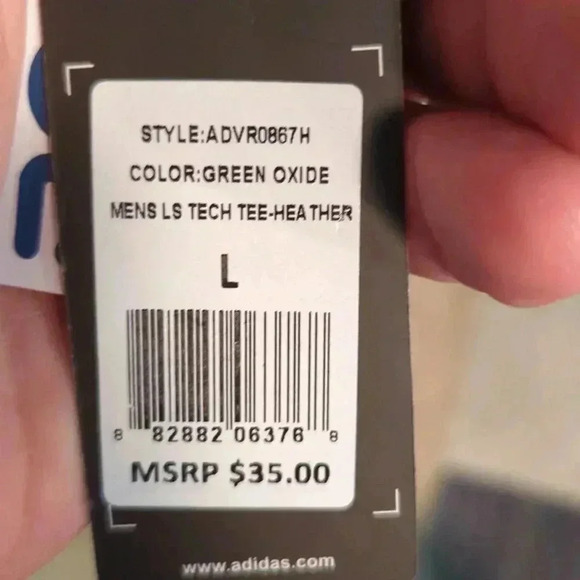 STYLE:ADVR0867H
COLOR:GREEN OXIDE
MENS LS TECH TEE-HEATHER
L
8 82882 06376 8
MSRP $35.00
www.adidas.com